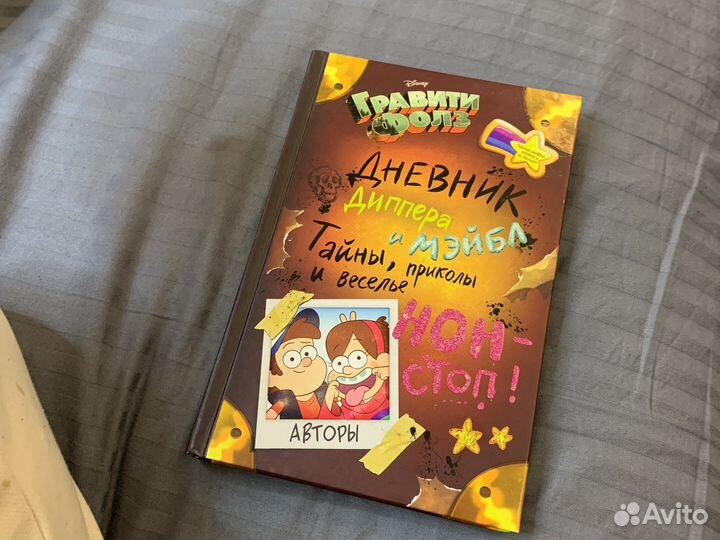 Disney
ГРАВИТИ
ФОЛЗ
ДНЕВНИК
Диппера
и МЭЙБЛ
Тайны, приколы
и веселье
НОН-
СТОП!
АВТОРЫ
Avito